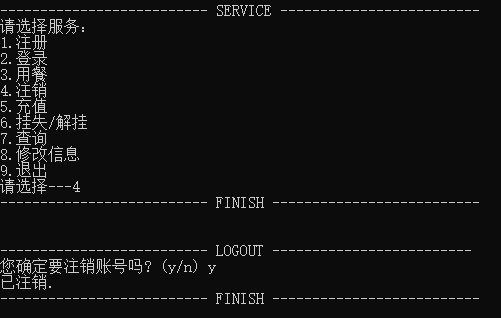 -------------------------- SERVICE -------------------------
请选择服务：
1.注册
2.登录
3.用餐
4.注销
5.充值
6.挂失/解挂
7.查询
8.修改信息
9.退出
请选择---4
-------------------------- FINISH --------------------------
-------------------------- LOGOUT -------------------------
您确定要注销账号吗? (y/n) y
已注销.
-------------------------- FINISH --------------------------